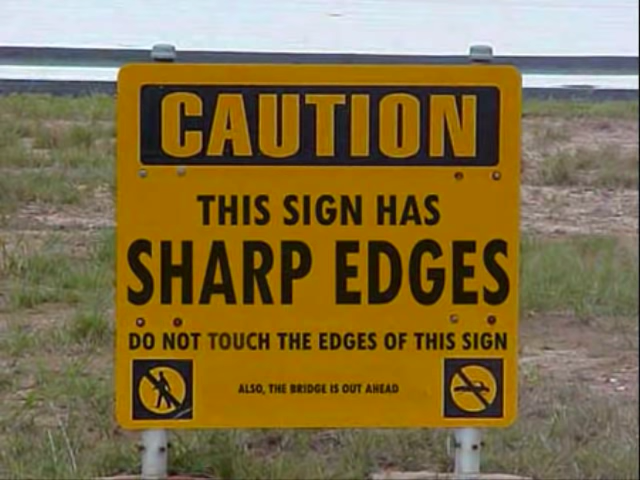 CAUTION
THIS SIGN HAS
SHARP EDGES
DO NOT TOUCH THE EDGES OF THIS SIGN
ALSO, THE BRIDGE IS OUT AHEAD